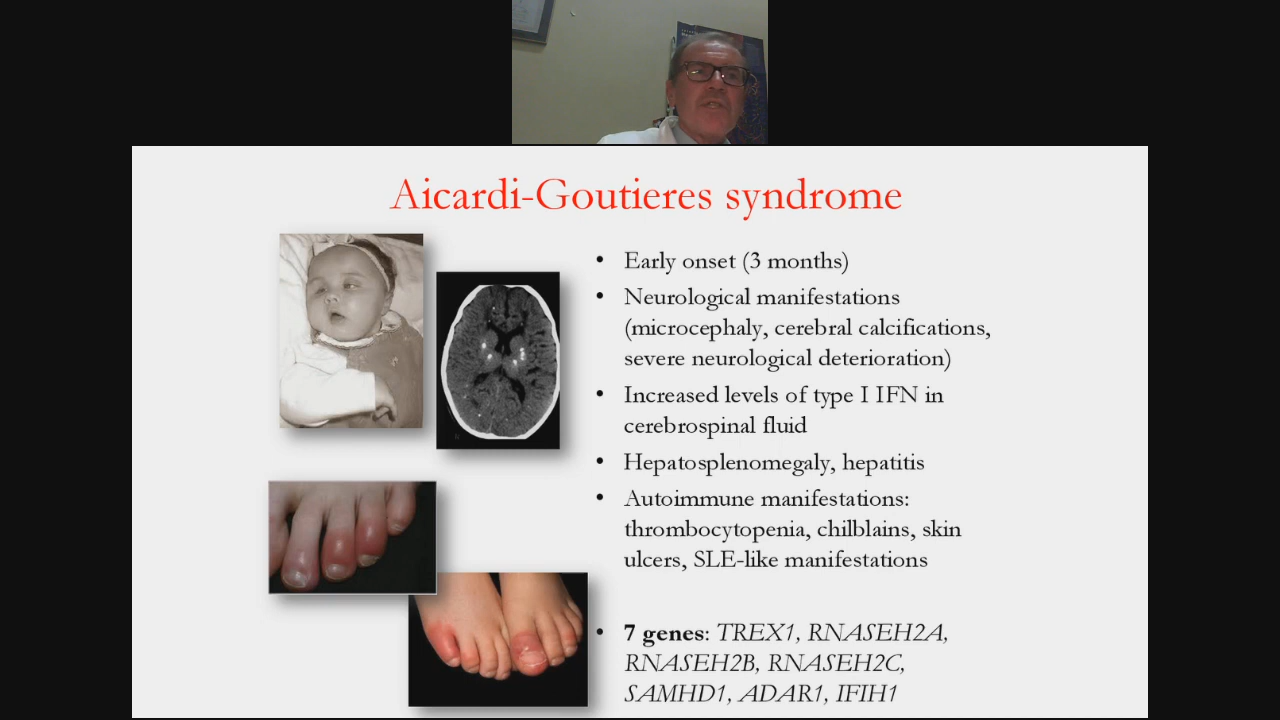 Aicardi-Goutieres syndrome
• Early onset (3 months)
• Neurological manifestations
(microcephaly, cerebral calcifications,
severe neurological deterioration)
• Increased levels of type I IFN in
cerebrospinal fluid
• Hepatosplenomegaly, hepatitis
• Autoimmune manifestations:
thrombocytopenia, chilblains, skin
ulcers, SLE-like manifestations
• 7 genes: TREX1, RNASEH2A,
RNASEH2B, RNASEH2C,
SAMHD1, ADAR1, IFIH1